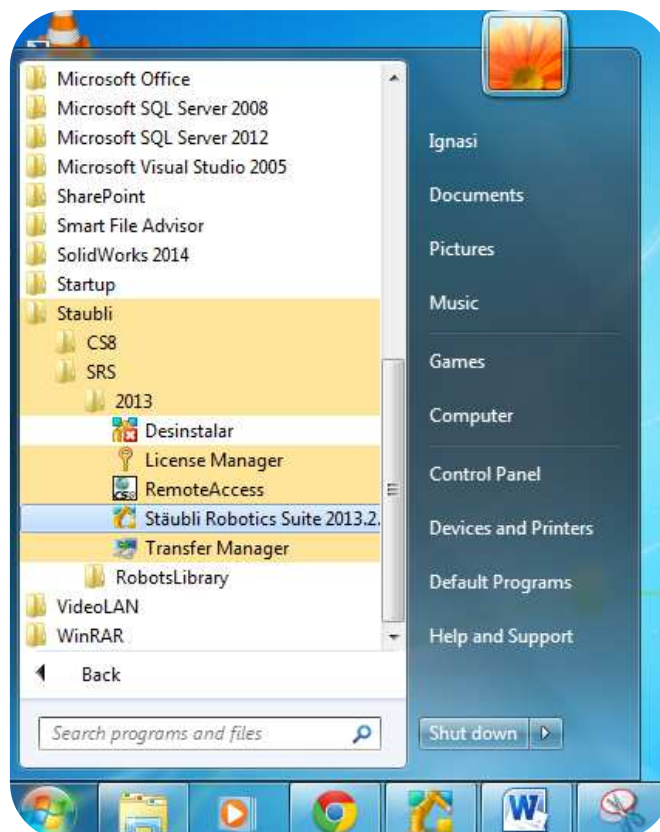 Microsoft Office
Microsoft SQL Server 2008
Microsoft SQL Server 2012
Microsoft Visual Studio 2005
SharePoint
Smart File Advisor
SolidWorks 2014
Startup
Staubli
CS8
SRS
2013
Desinstalar
License Manager
RemoteAccess
Stäubli Robotics Suite 2013.2.
Transfer Manager
RobotsLibrary
VideoLAN
WinRAR
Back
Search programs and files
Ignasi
Documents
Pictures
Music
Games
Computer
Control Panel
Devices and Printers
Default Programs
Help and Support
Shut down
W